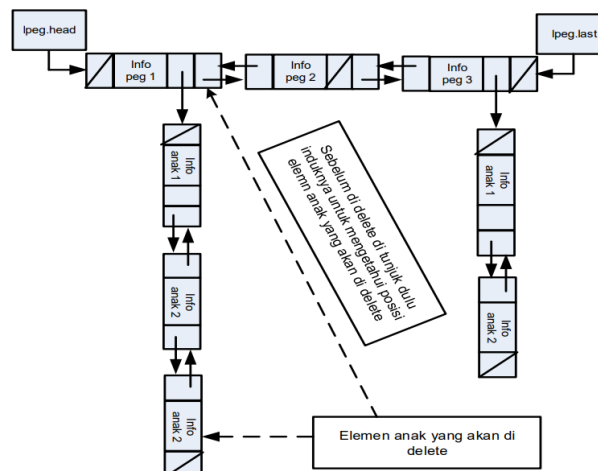 lpeg.head
lpeg.last
Info
peg 1
Info
peg 2
Info
peg 3
Info
anak 1
Info
anak 1
Sebelum di delete di tunjuk dulu
induknya untuk mengetahui posisi
elemn anak yang akan di delete
Info
anak 2
Info
anak 2
Info
anak 2
Elemen anak yang akan di
delete